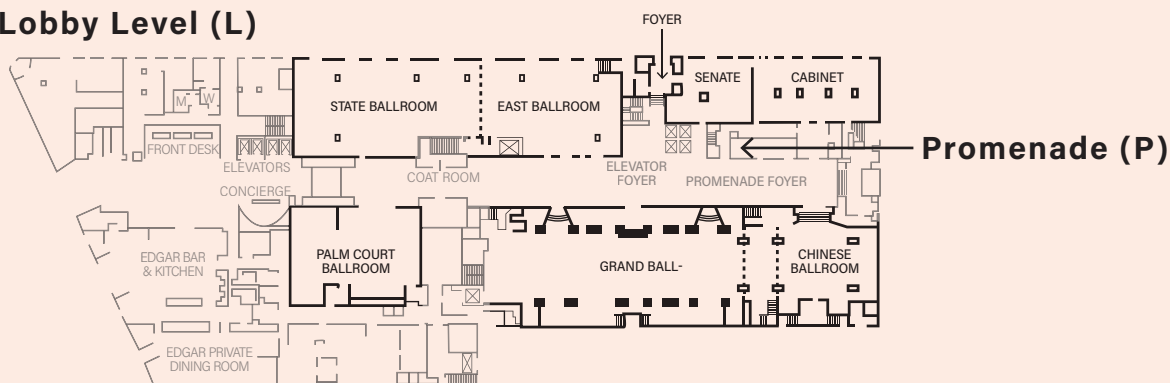 Lobby Level (L)
FOYER
SENATE
CABINET
STATE BALLROOM
EAST BALLROOM
M
W
FRONT DESK
Promenade (P)
ELEVATORS
COAT ROOM
ELEVATOR
FOYER
PROMENADE FOYER
CONCIERGE
PALM COURT
BALLROOM
EDGAR BAR
& KITCHEN
GRAND BALL-
CHINESE
BALLROOM
EDGAR PRIVATE
DINING ROOM